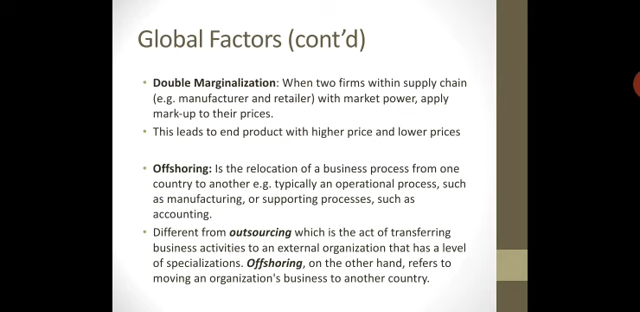 Global Factors (cont'd)
• Double Marginalization: When two firms within supply chain
(e.g. manufacturer and retailer) with market power, apply
mark-up to their prices.
• This leads to end product with higher price and lower prices
• Offshoring: Is the relocation of a business process from one
country to another e.g. typically an operational process, such
as manufacturing, or supporting processes, such as
accounting.
• Different from outsourcing which is the act of transferring
business activities to an external organization that has a level
of specializations. Offshoring, on the other hand, refers to
moving an organization's business to another country.